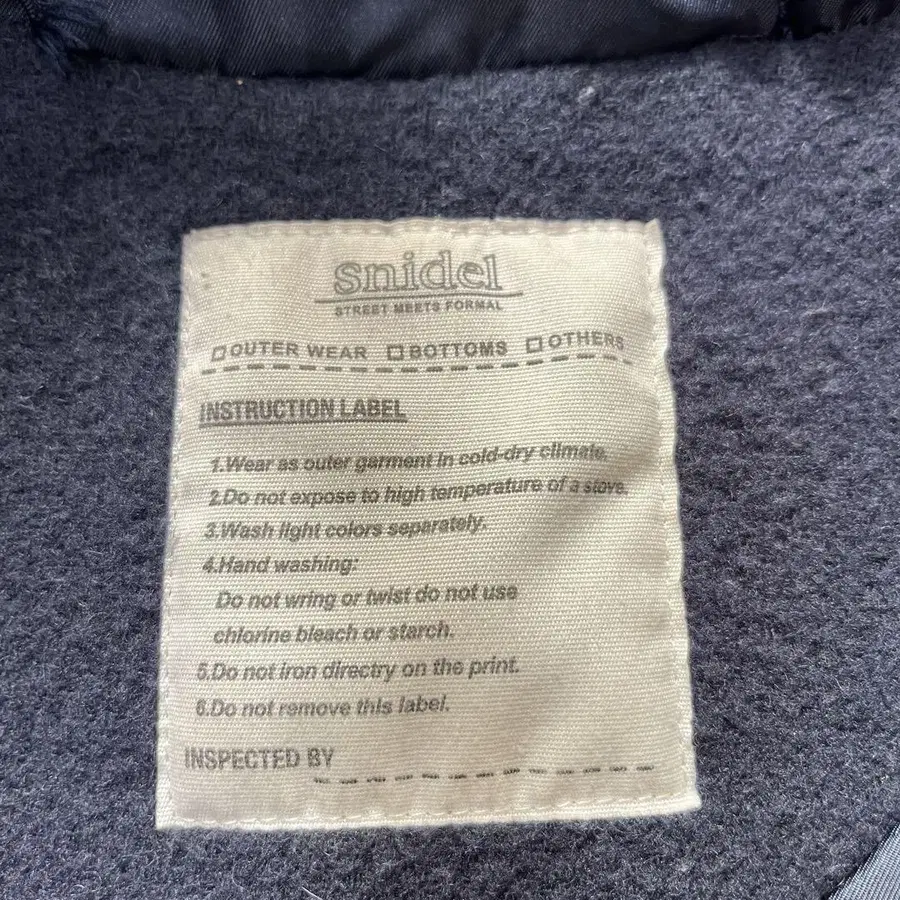 snidel
STREET MEETS FORMAL
OUTER WEAR BOTTOMS OTHERS
INSTRUCTION LABEL
1.Wear as outer garment in cold-dry climate.
2.Do not expose to high temperature of a stove.
3.Wash light colors separately.
4.Hand washing:
Do not wring or twist do not use
chlorine bleach or starch.
5.Do not iron directry on the print.
6.Do not remove this label.
INSPECTED BY